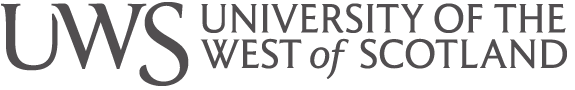 UWS
UNIVERSITY OF THE
WEST of SCOTLAND